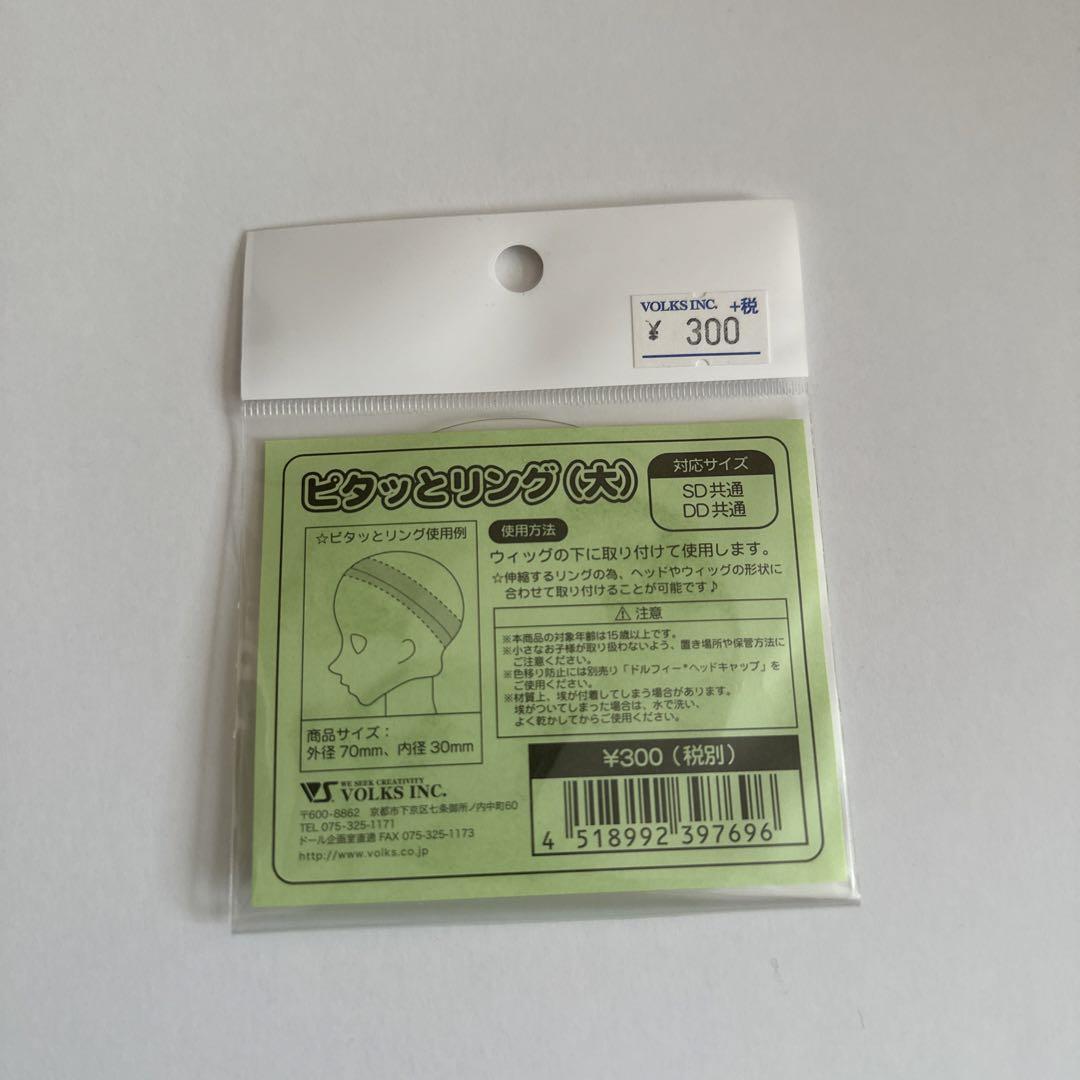 VOLKS INC. +税
¥ 300
ピタッとリング(大)
対応サイズ
SD共通
DD共通
☆ピタッとリング使用例
商品サイズ:
外径70mm、内径30mm
使用方法
ウィッグの下に取り付けて使用します。
☆伸縮するリングの為、ヘッドやウィッグの形状に
合わせて取り付けることが可能です♪
⚠注意
※本商品の対象年齢は15歳以上です。
※小さなお子様が取り扱わないよう、置き場所や保管方法に
ご注意ください。
※色移り防止には別売り「ドルフィー®ヘッドキャップ」を
ご使用ください。
※材質上、埃が付着してしまう場合があります。
埃がついてしまった場合は、水で洗い、
よく乾かしてからご使用ください。
VS WE SEEK CREATIVITY
VOLKS INC.
〒600-8862 京都市下京区七条御所ノ内中町60
TEL 075-325-1171
ドール企画室直通 FAX 075-325-1173
http://www.volks.co.jp
¥300(税別)
4 518992 397696